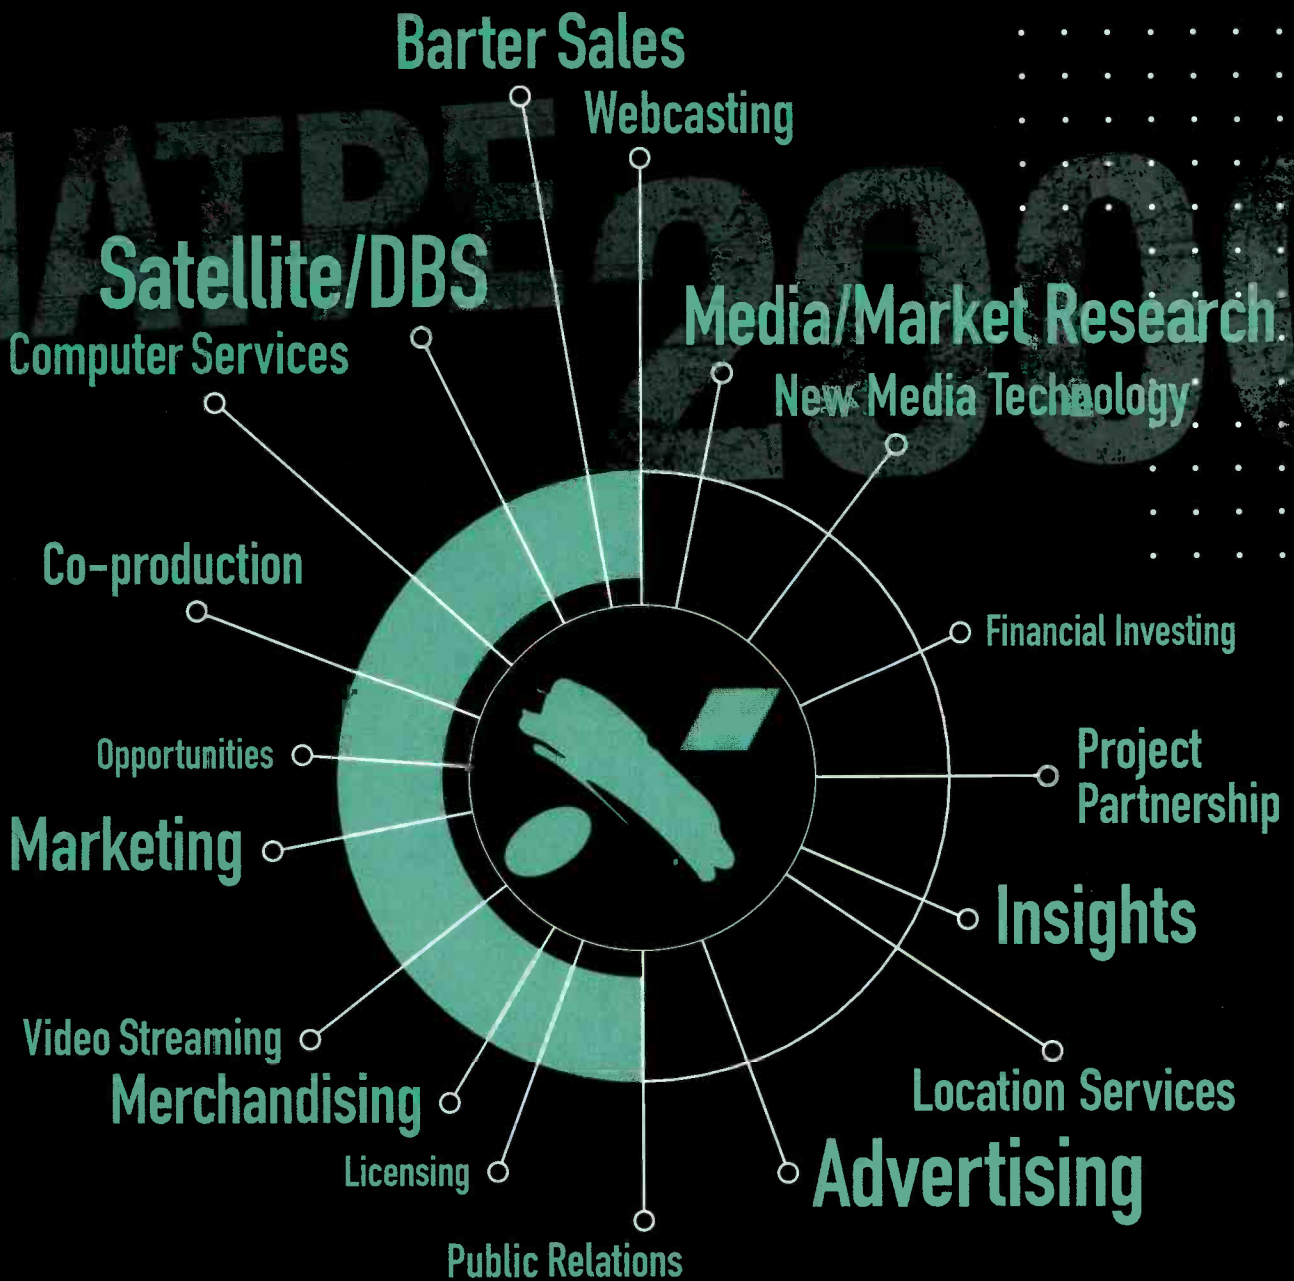 Barter Sales
Webcasting
NATPE 2000
Satellite/DBS
Media/Market Research
Computer Services
New Media Technology
Co-production
Financial Investing
Opportunities
Project
Partnership
Marketing
Insights
Video Streaming
Location Services
Merchandising
Advertising
Licensing
Public Relations